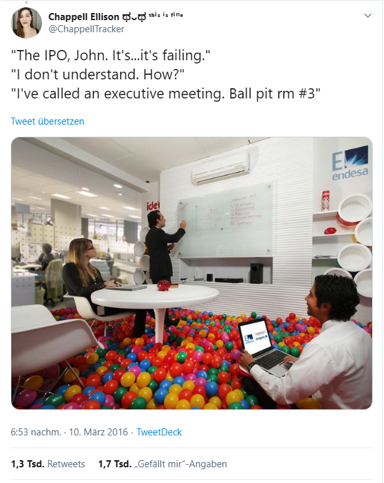 Chappell Ellison ಥ◡ಥ ᵗʰⁱˢ ⁱˢ ᶠⁱⁿᵉ
@ChappellTracker
"The IPO, John. It's...it's failing."
"I don't understand. How?"
"I've called an executive meeting. Ball pit rm #3"
Tweet übersetzen
endesa
6:53 nachm. · 10. März 2016 · TweetDeck
1,3 Tsd. Retweets 1,7 Tsd. „Gefällt mir“-Angaben